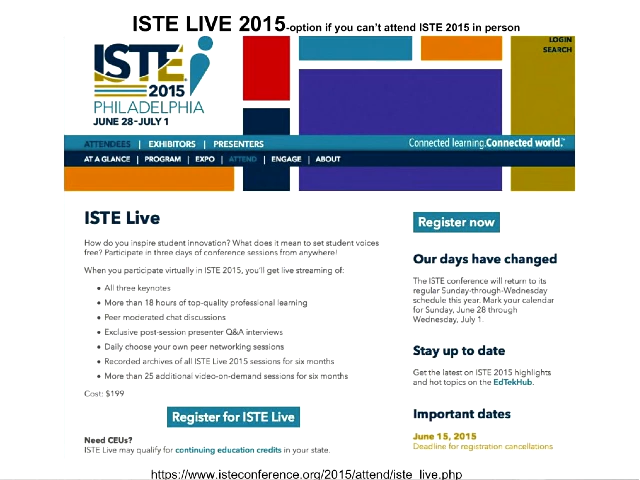 ISTE LIVE 2015-option if you can't attend ISTE 2015 in person
LOGIN
SEARCH
ISTE
2015
PHILADELPHIA
JUNE 28-JULY 1
ATTENDEES | EXHIBITORS | PRESENTERS
Connected learning.Connected world.™
AT A GLANCE | PROGRAM | EXPO | ATTEND | ENGAGE | ABOUT
ISTE Live
How do you inspire student innovation? What does it mean to set student voices
free? Participate in three days of conference sessions from anywhere!
When you participate virtually in ISTE 2015, you'll get live streaming of:
• All three keynotes
• More than 18 hours of top-quality professional learning
• Peer moderated chat discussions
• Exclusive post-session presenter Q&A interviews
• Daily choose your own peer networking sessions
• Recorded archives of all ISTE Live 2015 sessions for six months
• More than 25 additional video-on-demand sessions for six months
Cost: $199
Register for ISTE Live
Need CEUs?
ISTE Live may qualify for continuing education credits in your state.
Register now
Our days have changed
The ISTE conference will return to its
regular Sunday-through-Wednesday
schedule this year. Mark your calendar
for Sunday, June 28 through
Wednesday, July 1.
Stay up to date
Get the latest on ISTE 2015 highlights
and hot topics on the EdTekHub.
Important dates
June 15, 2015
Deadline for registration cancellations
https://www.isteconference.org/2015/attend/iste_live.php